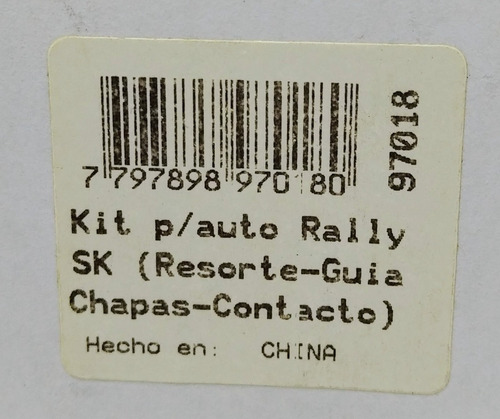 7 797898 970180
97018
Kit p/auto Rally
SK (Resorte-Guia
Chapas-Contacto)
Hecho en: CHINA